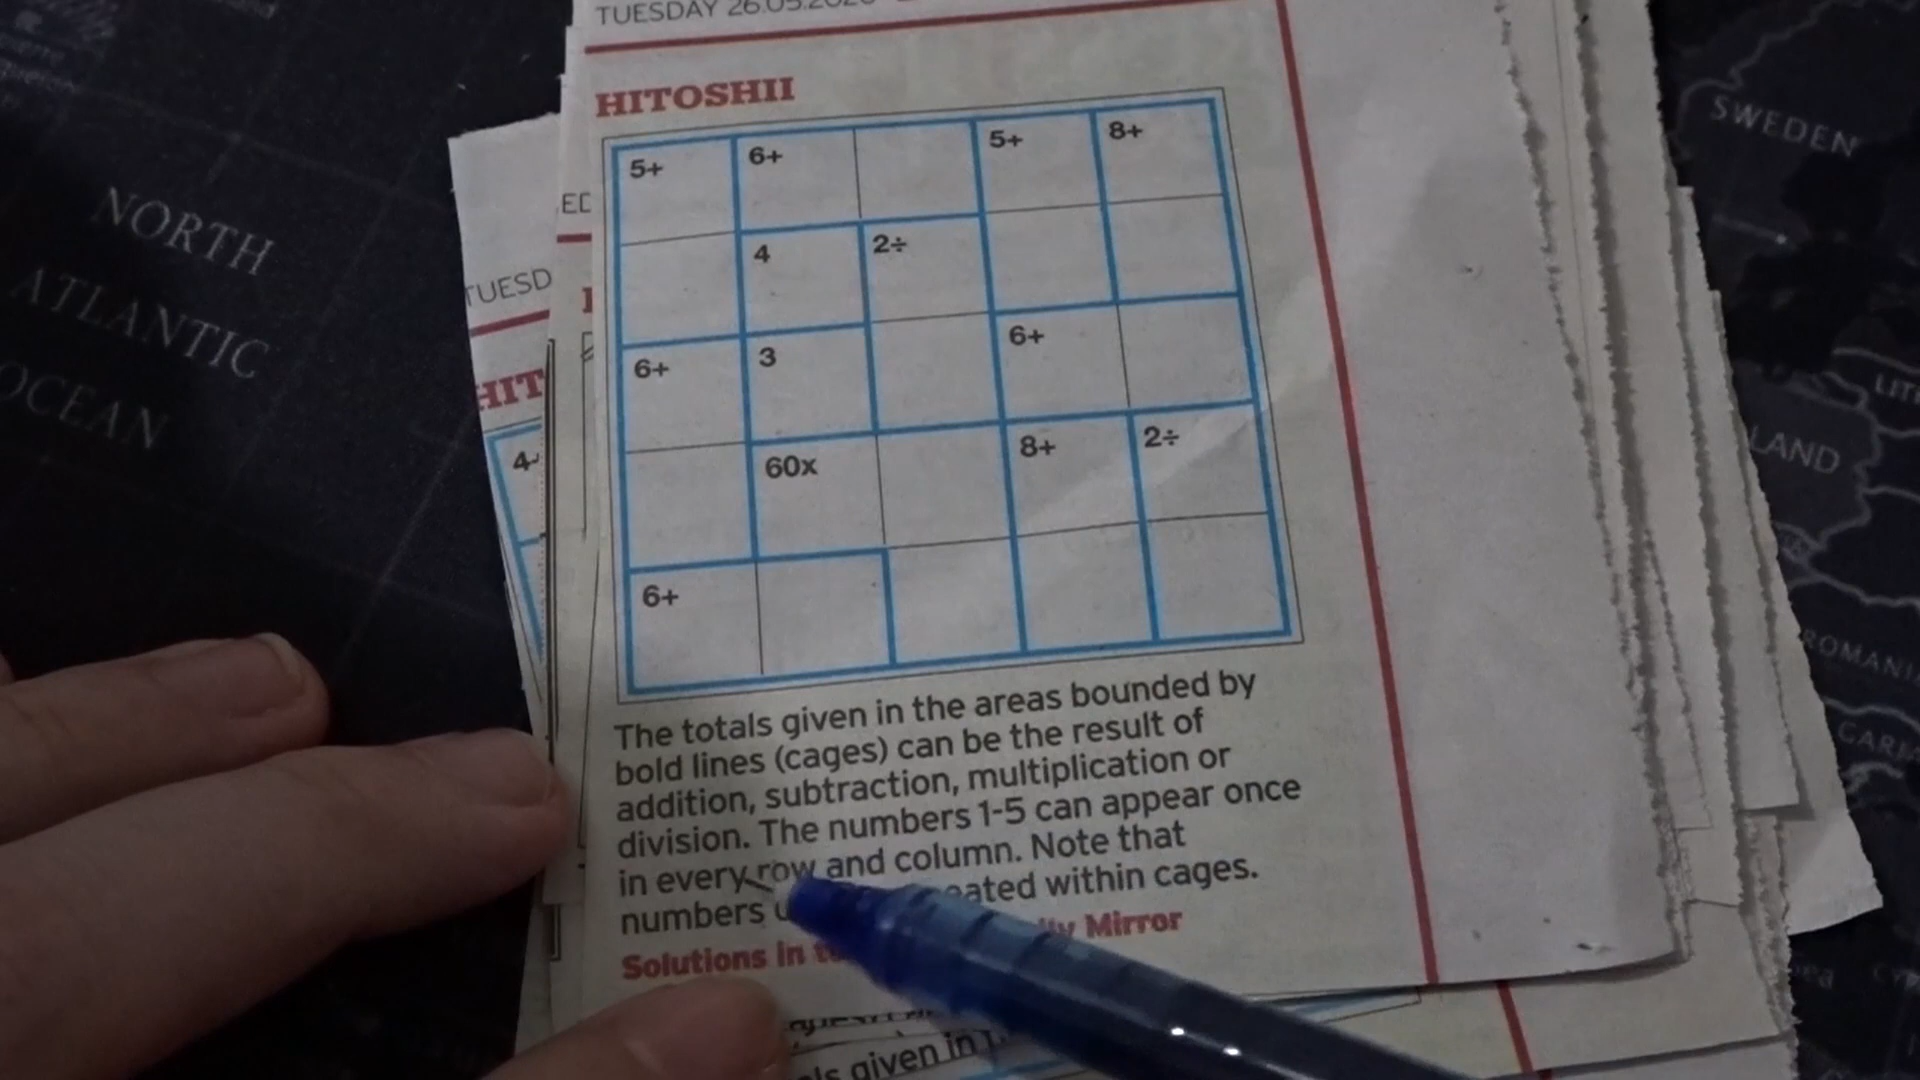 TUESDAY
HITOSHII
5+ 6+ 5+ 8+
4 2÷
6+ 3 6+
60x 8+ 2÷
6+
The totals given in the areas bounded by
bold lines (cages) can be the result of
addition, subtraction, multiplication or
division. The numbers 1-5 can appear once
in every row and column. Note that
numbers within cages.
Solutions in Mirror
given in
TUESD
HIT
4
NORTH
ATLANTIC
OCEAN
SWEDEN